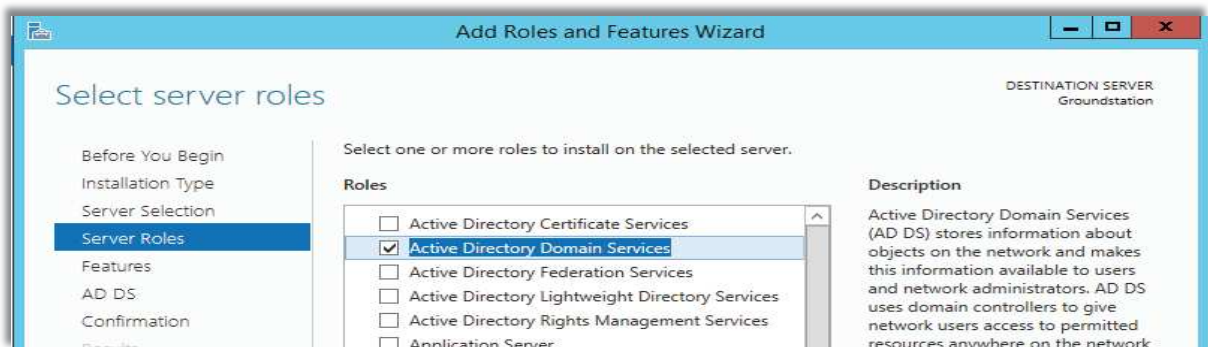 Add Roles and Features Wizard
Select server roles
DESTINATION SERVER
Groundstation
Before You Begin
Installation Type
Server Selection
Server Roles
Features
AD DS
Confirmation
Select one or more roles to install on the selected server.
Roles
Active Directory Certificate Services
Active Directory Domain Services
Active Directory Federation Services
Active Directory Lightweight Directory Services
Active Directory Rights Management Services
Application Server
Description
Active Directory Domain Services
(AD DS) stores information about
objects on the network and makes
this information available to users
and network administrators. AD DS
uses domain controllers to give
network users access to permitted
resources anywhere on the network